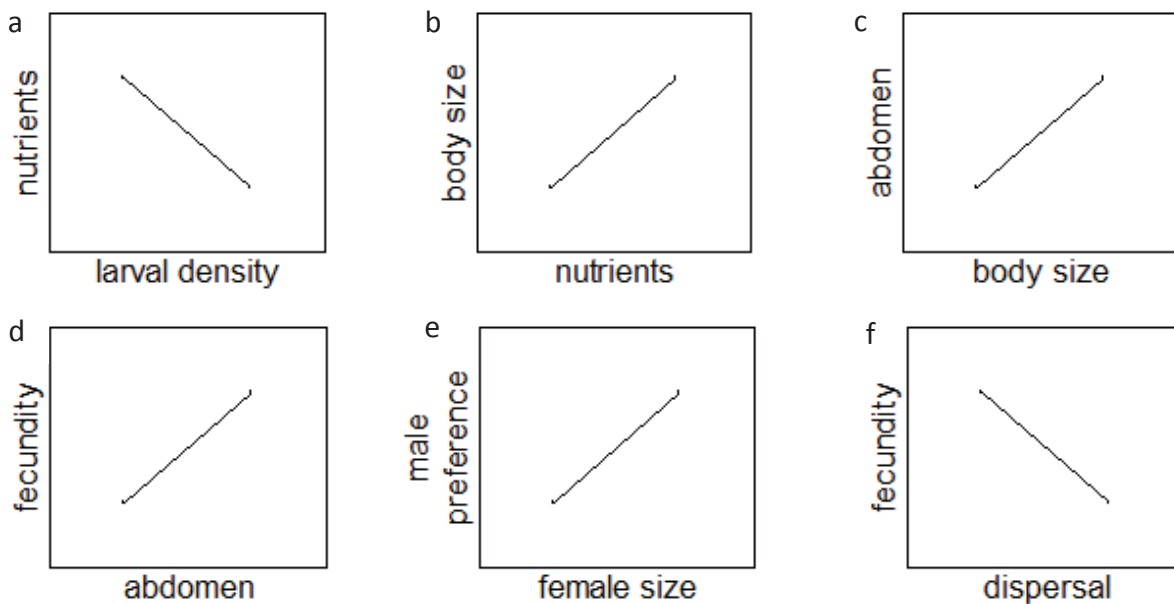 a
nutrients
larval density
b
body size
nutrients
c
abdomen
body size
d
fecundity
abdomen
e
male
preference
female size
f
fecundity
dispersal